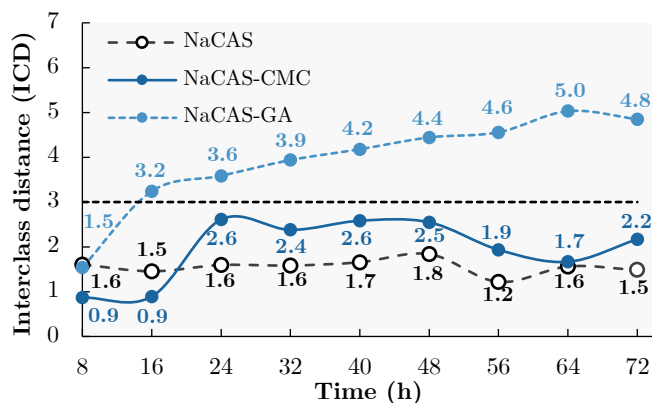 7
6
5
4
3
2
1
0
Interclass distance (ICD)
NaCAS
NaCAS-CMC
NaCAS-GA
1.5 3.2 3.6 3.9 4.2 4.4 4.6 5.0 4.8
0.9 0.9 2.6 2.4 2.6 2.5 1.9 1.7 2.2
1.6 1.5 1.6 1.6 1.7 1.8 1.2 1.6 1.5
8 16 24 32 40 48 56 64 72
Time (h)